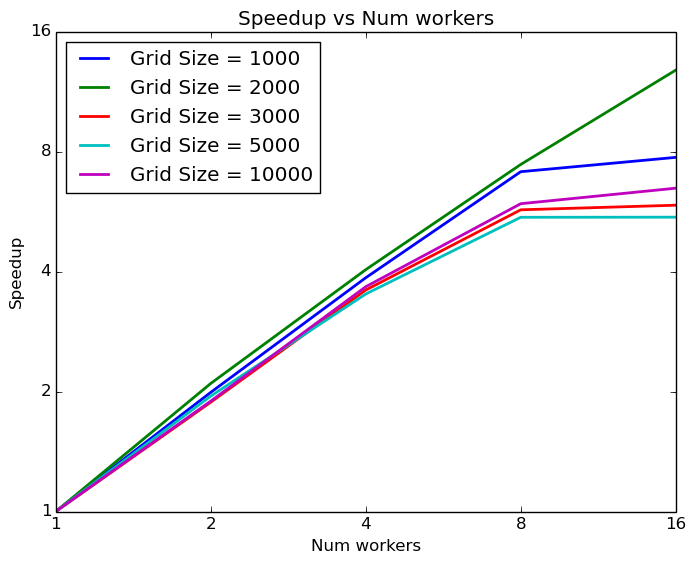 Speedup vs Num workers
16
8
4
2
1
Speedup
Grid Size = 1000
Grid Size = 2000
Grid Size = 3000
Grid Size = 5000
Grid Size = 10000
1 2 4 8 16
Num workers